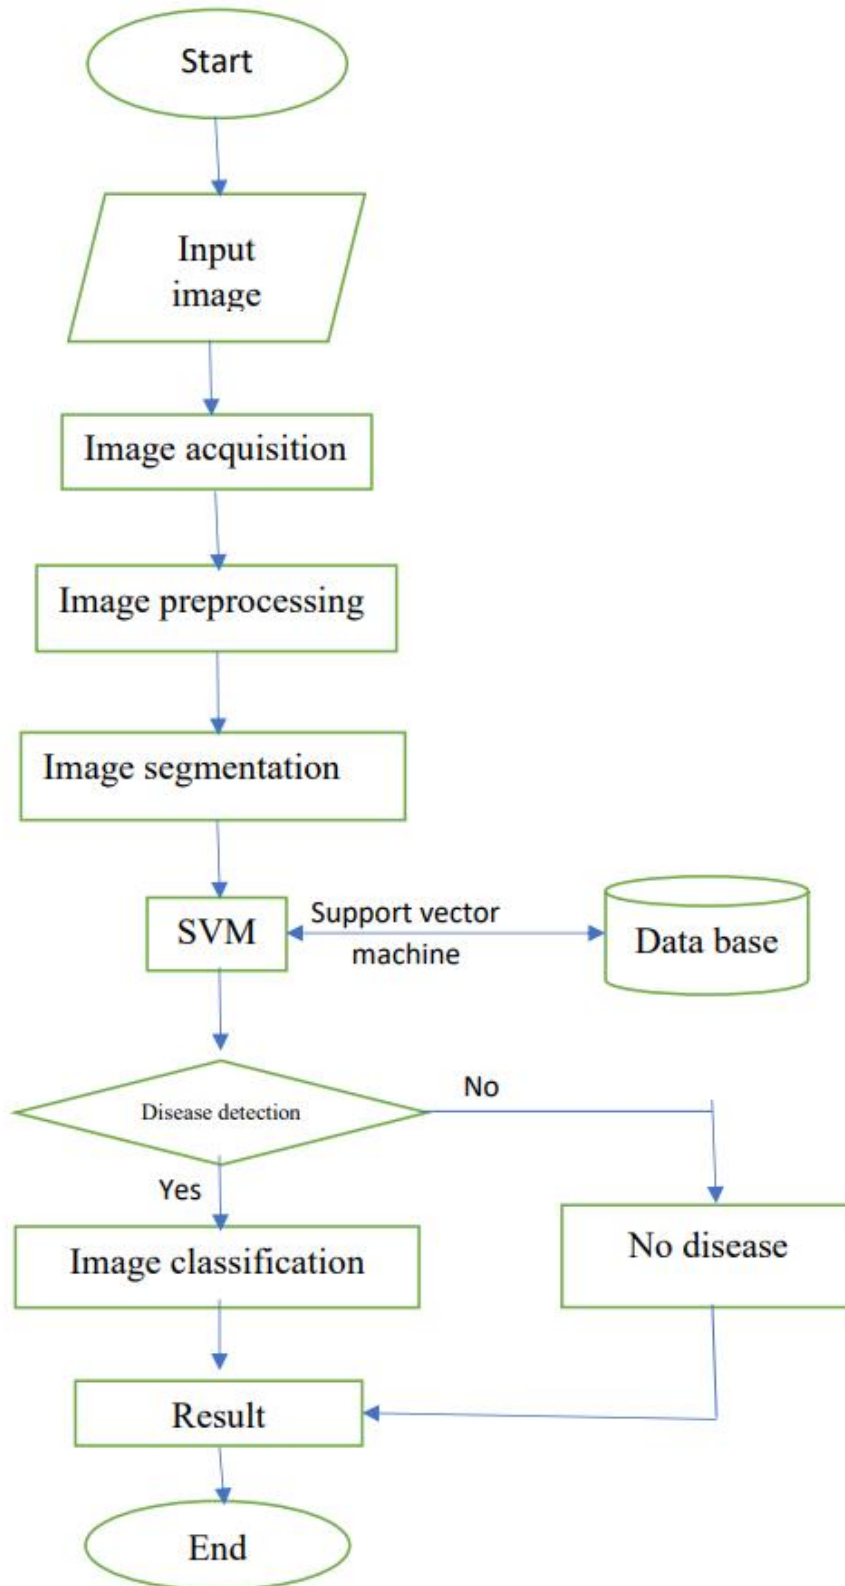 Start
Input
image
Image acquisition
Image preprocessing
Image segmentation
SVM
Support vector
machine
Data base
Disease detection
No
Yes
Image classification
No disease
Result
End